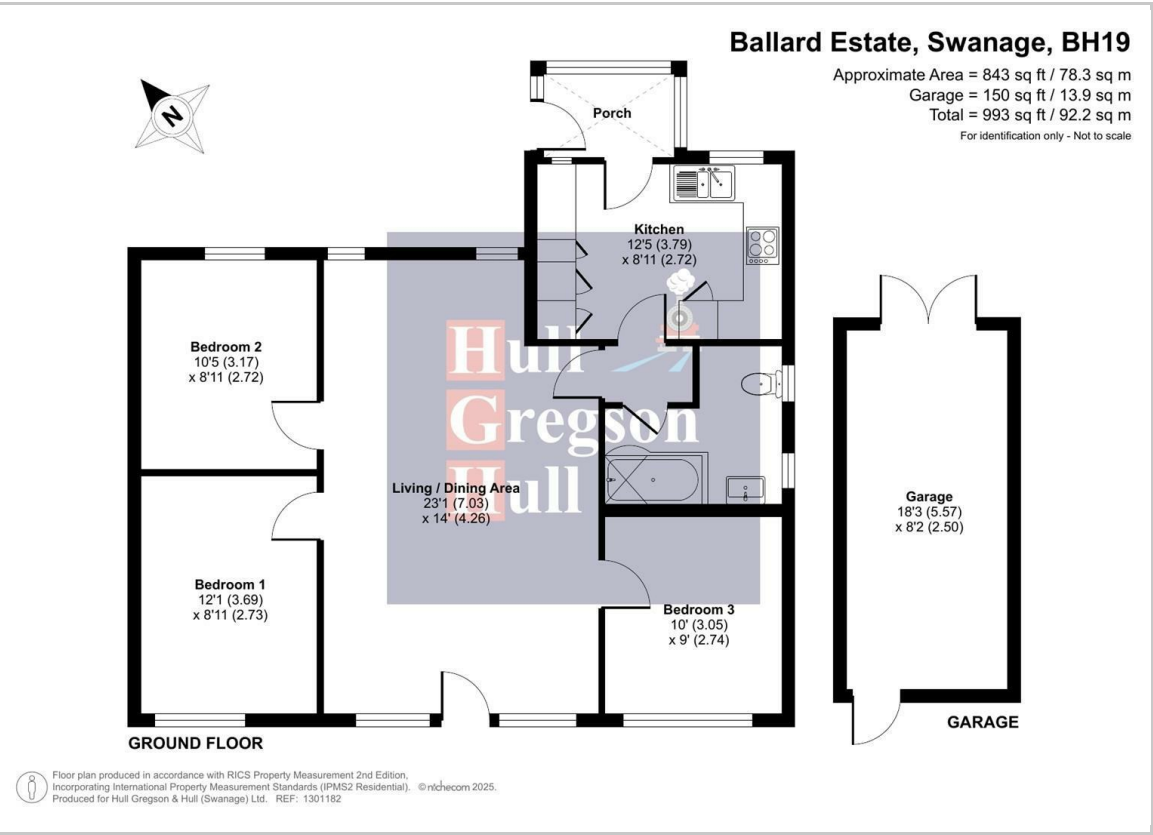 Ballard Estate, Swanage, BH19
Approximate Area = 843 sq ft / 78.3 sq m
Garage = 150 sq ft / 13.9 sq m
Total = 993 sq ft / 92.2 sq m
For identification only - Not to scale
N
Porch
Kitchen
12'5 (3.79)
x 8'11 (2.72)
Bedroom 2
10'5 (3.17)
x 8'11 (2.72)
Hull
Gregson
Hull
Living / Dining Area
23'1 (7.03)
x 14' (4.26)
Garage
18'3 (5.57)
x 8'2 (2.50)
Bedroom 1
12'1 (3.69)
x 8'11 (2.73)
Bedroom 3
10' (3.05)
x 9' (2.74)
GROUND FLOOR
GARAGE
Floor plan produced in accordance with RICS Property Measurement 2nd Edition,
Incorporating International Property Measurement Standards (IPMS2 Residential). © nichecom 2025.
Produced for Hull Gregson & Hull (Swanage) Ltd. REF: 1301182